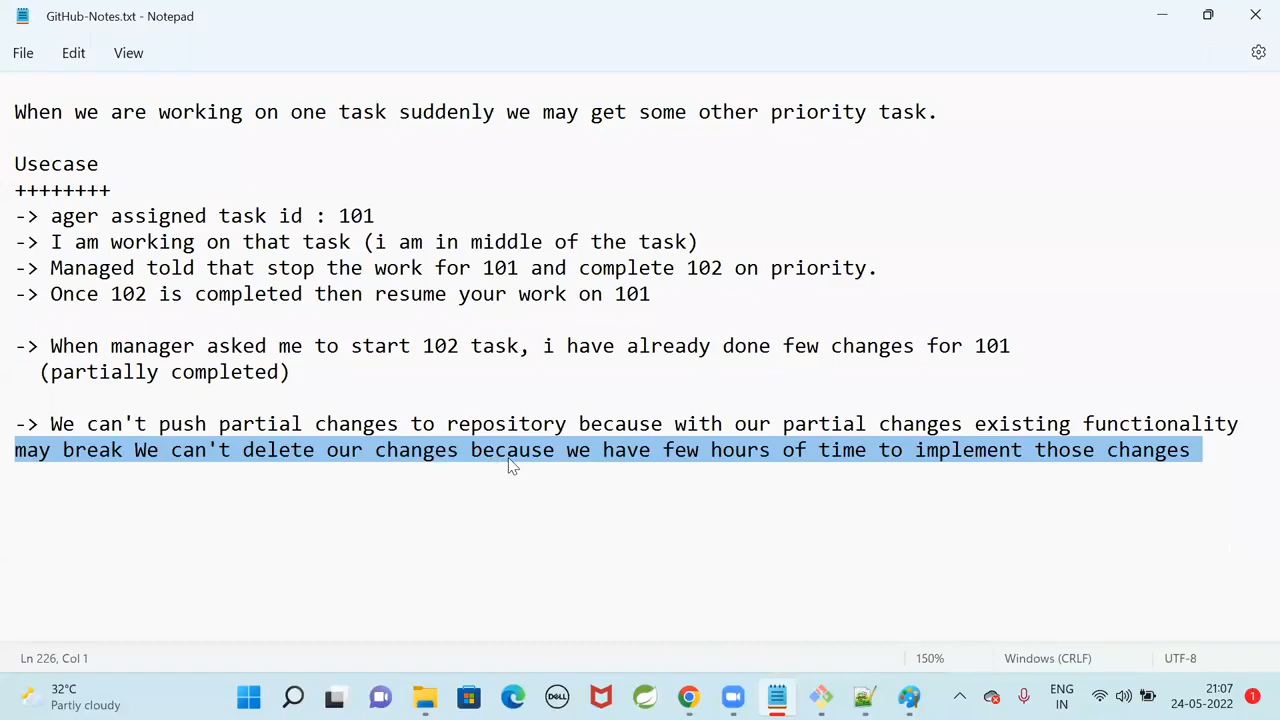 GitHub-Notes.txt - Notepad
File Edit View
When we are working on one task suddenly we may get some other priority task.
Usecase
++++++++
-> ager assigned task id : 101
-> I am working on that task (i am in middle of the task)
-> Managed told that stop the work for 101 and complete 102 on priority.
-> Once 102 is completed then resume your work on 101
-> When manager asked me to start 102 task, i have already done few changes for 101
(partially completed)
-> We can't push partial changes to repository because with our partial changes existing functionality
may break We can't delete our changes because we have few hours of time to implement those changes
Ln 226, Col 1 150% Windows (CRLF) UTF-8
32°C
Partly cloudy
DELL
ENG
IN
21:07
24-05-2022
1